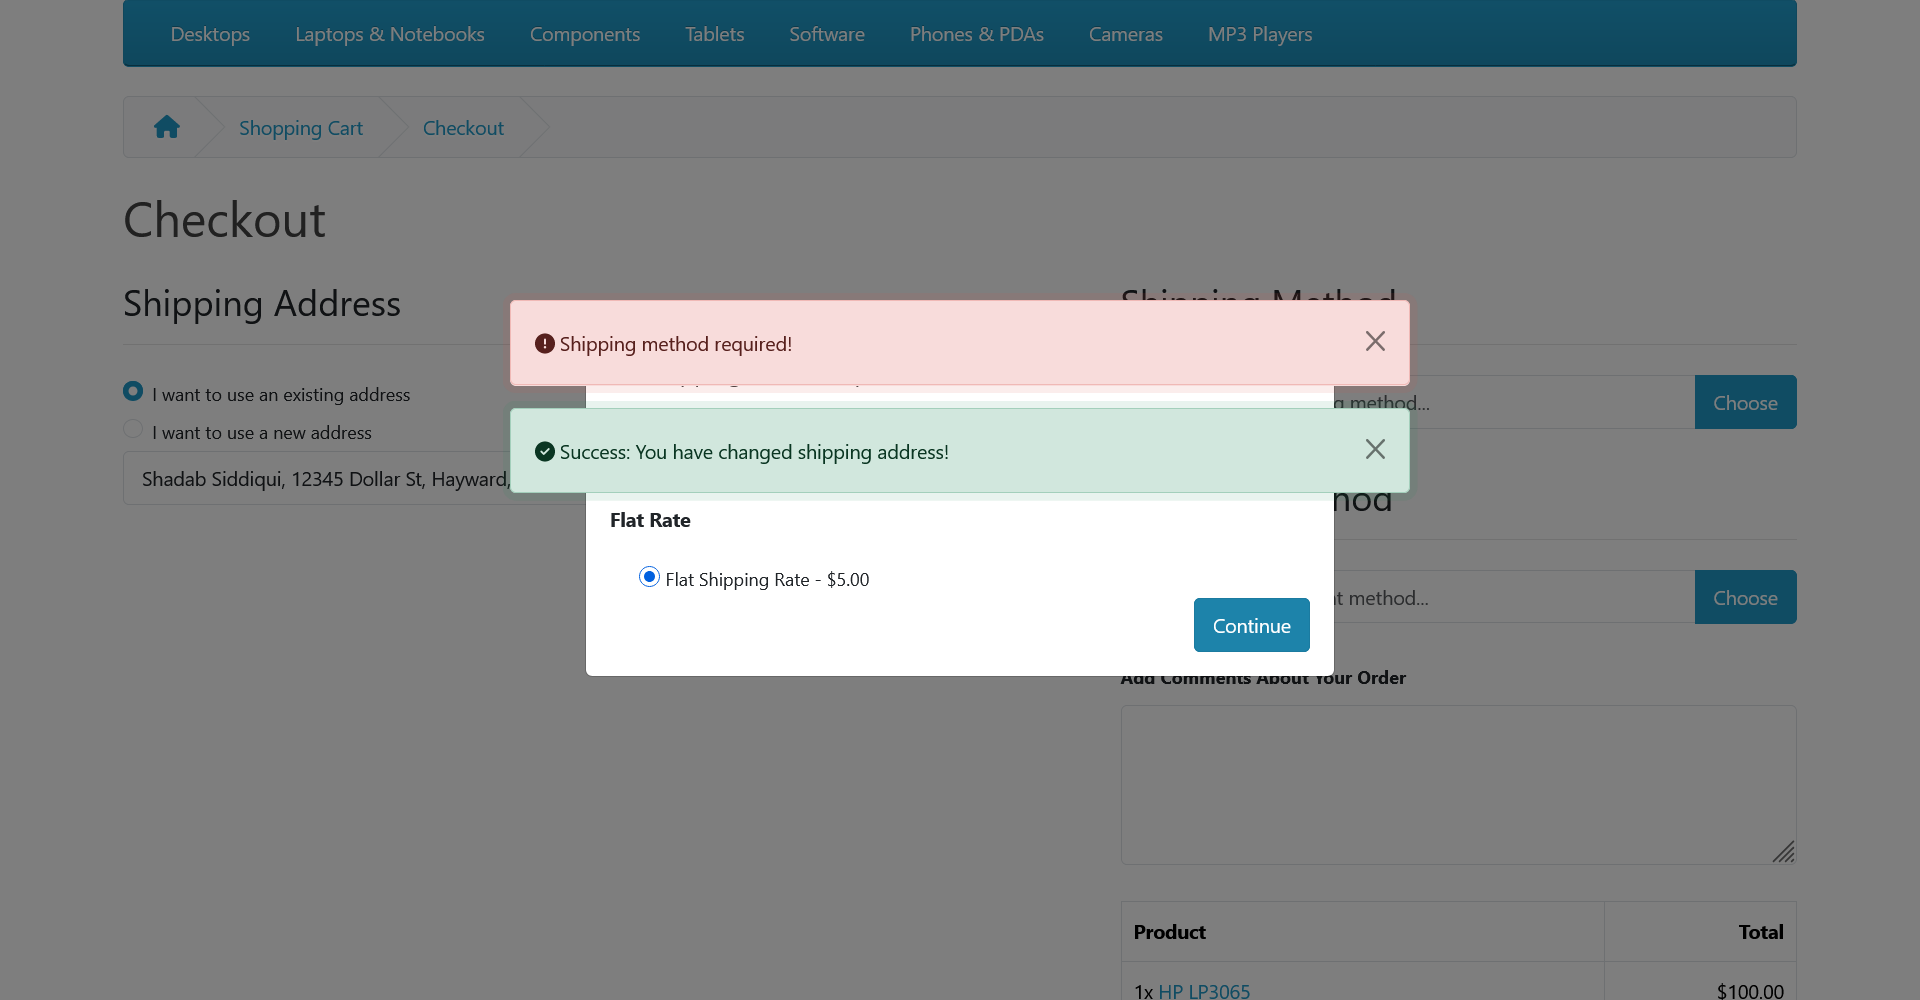 Desktops Laptops & Notebooks Components Tablets Software Phones & PDAs Cameras MP3 Players
Shopping Cart Checkout
Checkout
Shipping Address
Shipping Method
Shipping method required!
I want to use an existing address
method...
Choose
I want to use a new address
Success: You have changed shipping address!
Shadab Siddiqui, 12345 Dollar St, Hayward,
Flat Rate
Flat Shipping Rate - $5.00
method...
Choose
Continue
Add Comments About Your Order
Product Total
1x HP LP3065 $100.00